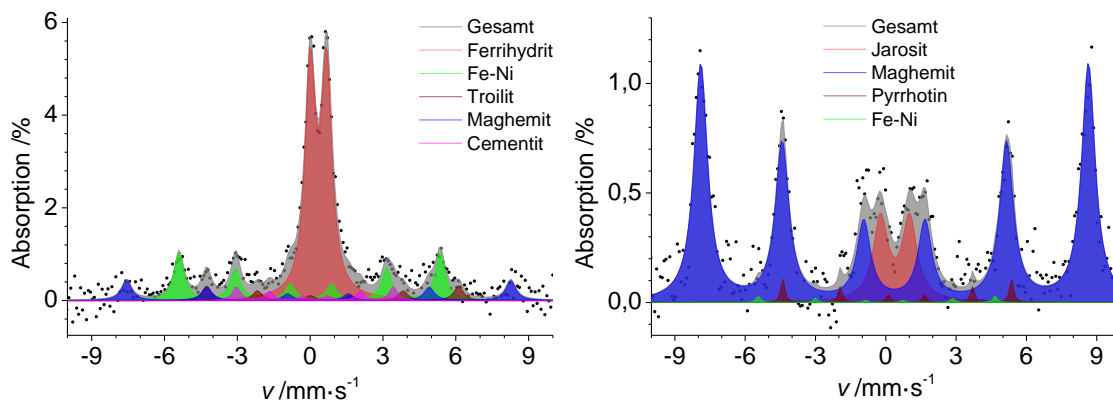 6
4
2
0
Absorption /%
Gesamt
Ferrihydrit
Fe-Ni
Troilit
Maghemit
Cementit
-9 -6 -3 0 3 6 9
v /mm·s⁻¹
1,0
0,5
0,0
Absorption /%
Gesamt
Jarosit
Maghemit
Pyrrhotin
Fe-Ni
-9 -6 -3 0 3 6 9
v /mm·s⁻¹